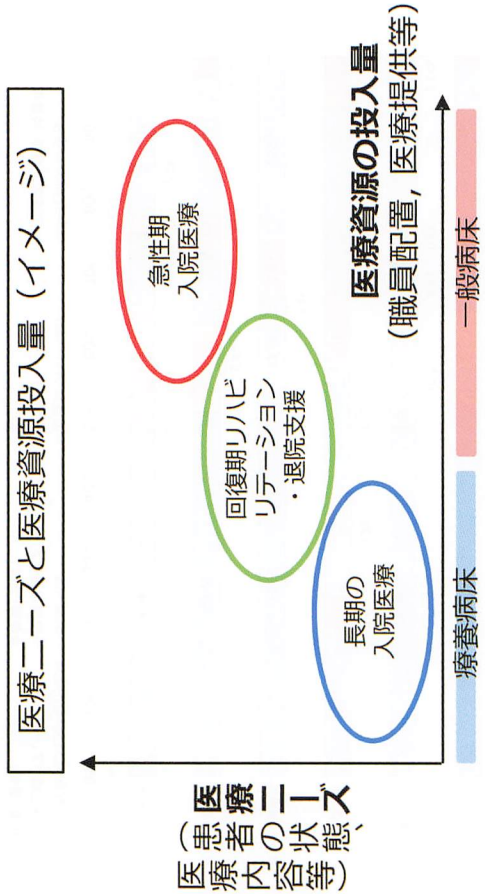 医療ニーズと医療資源投入量（イメージ）
医療ニーズ
（患者の状態、
医療内容等）
急性期
入院医療
回復期リハビ
リテーション
・退院支援
長期の
入院医療
医療資源の投入量
（職員配置，医療提供等）
療養病床
一般病床